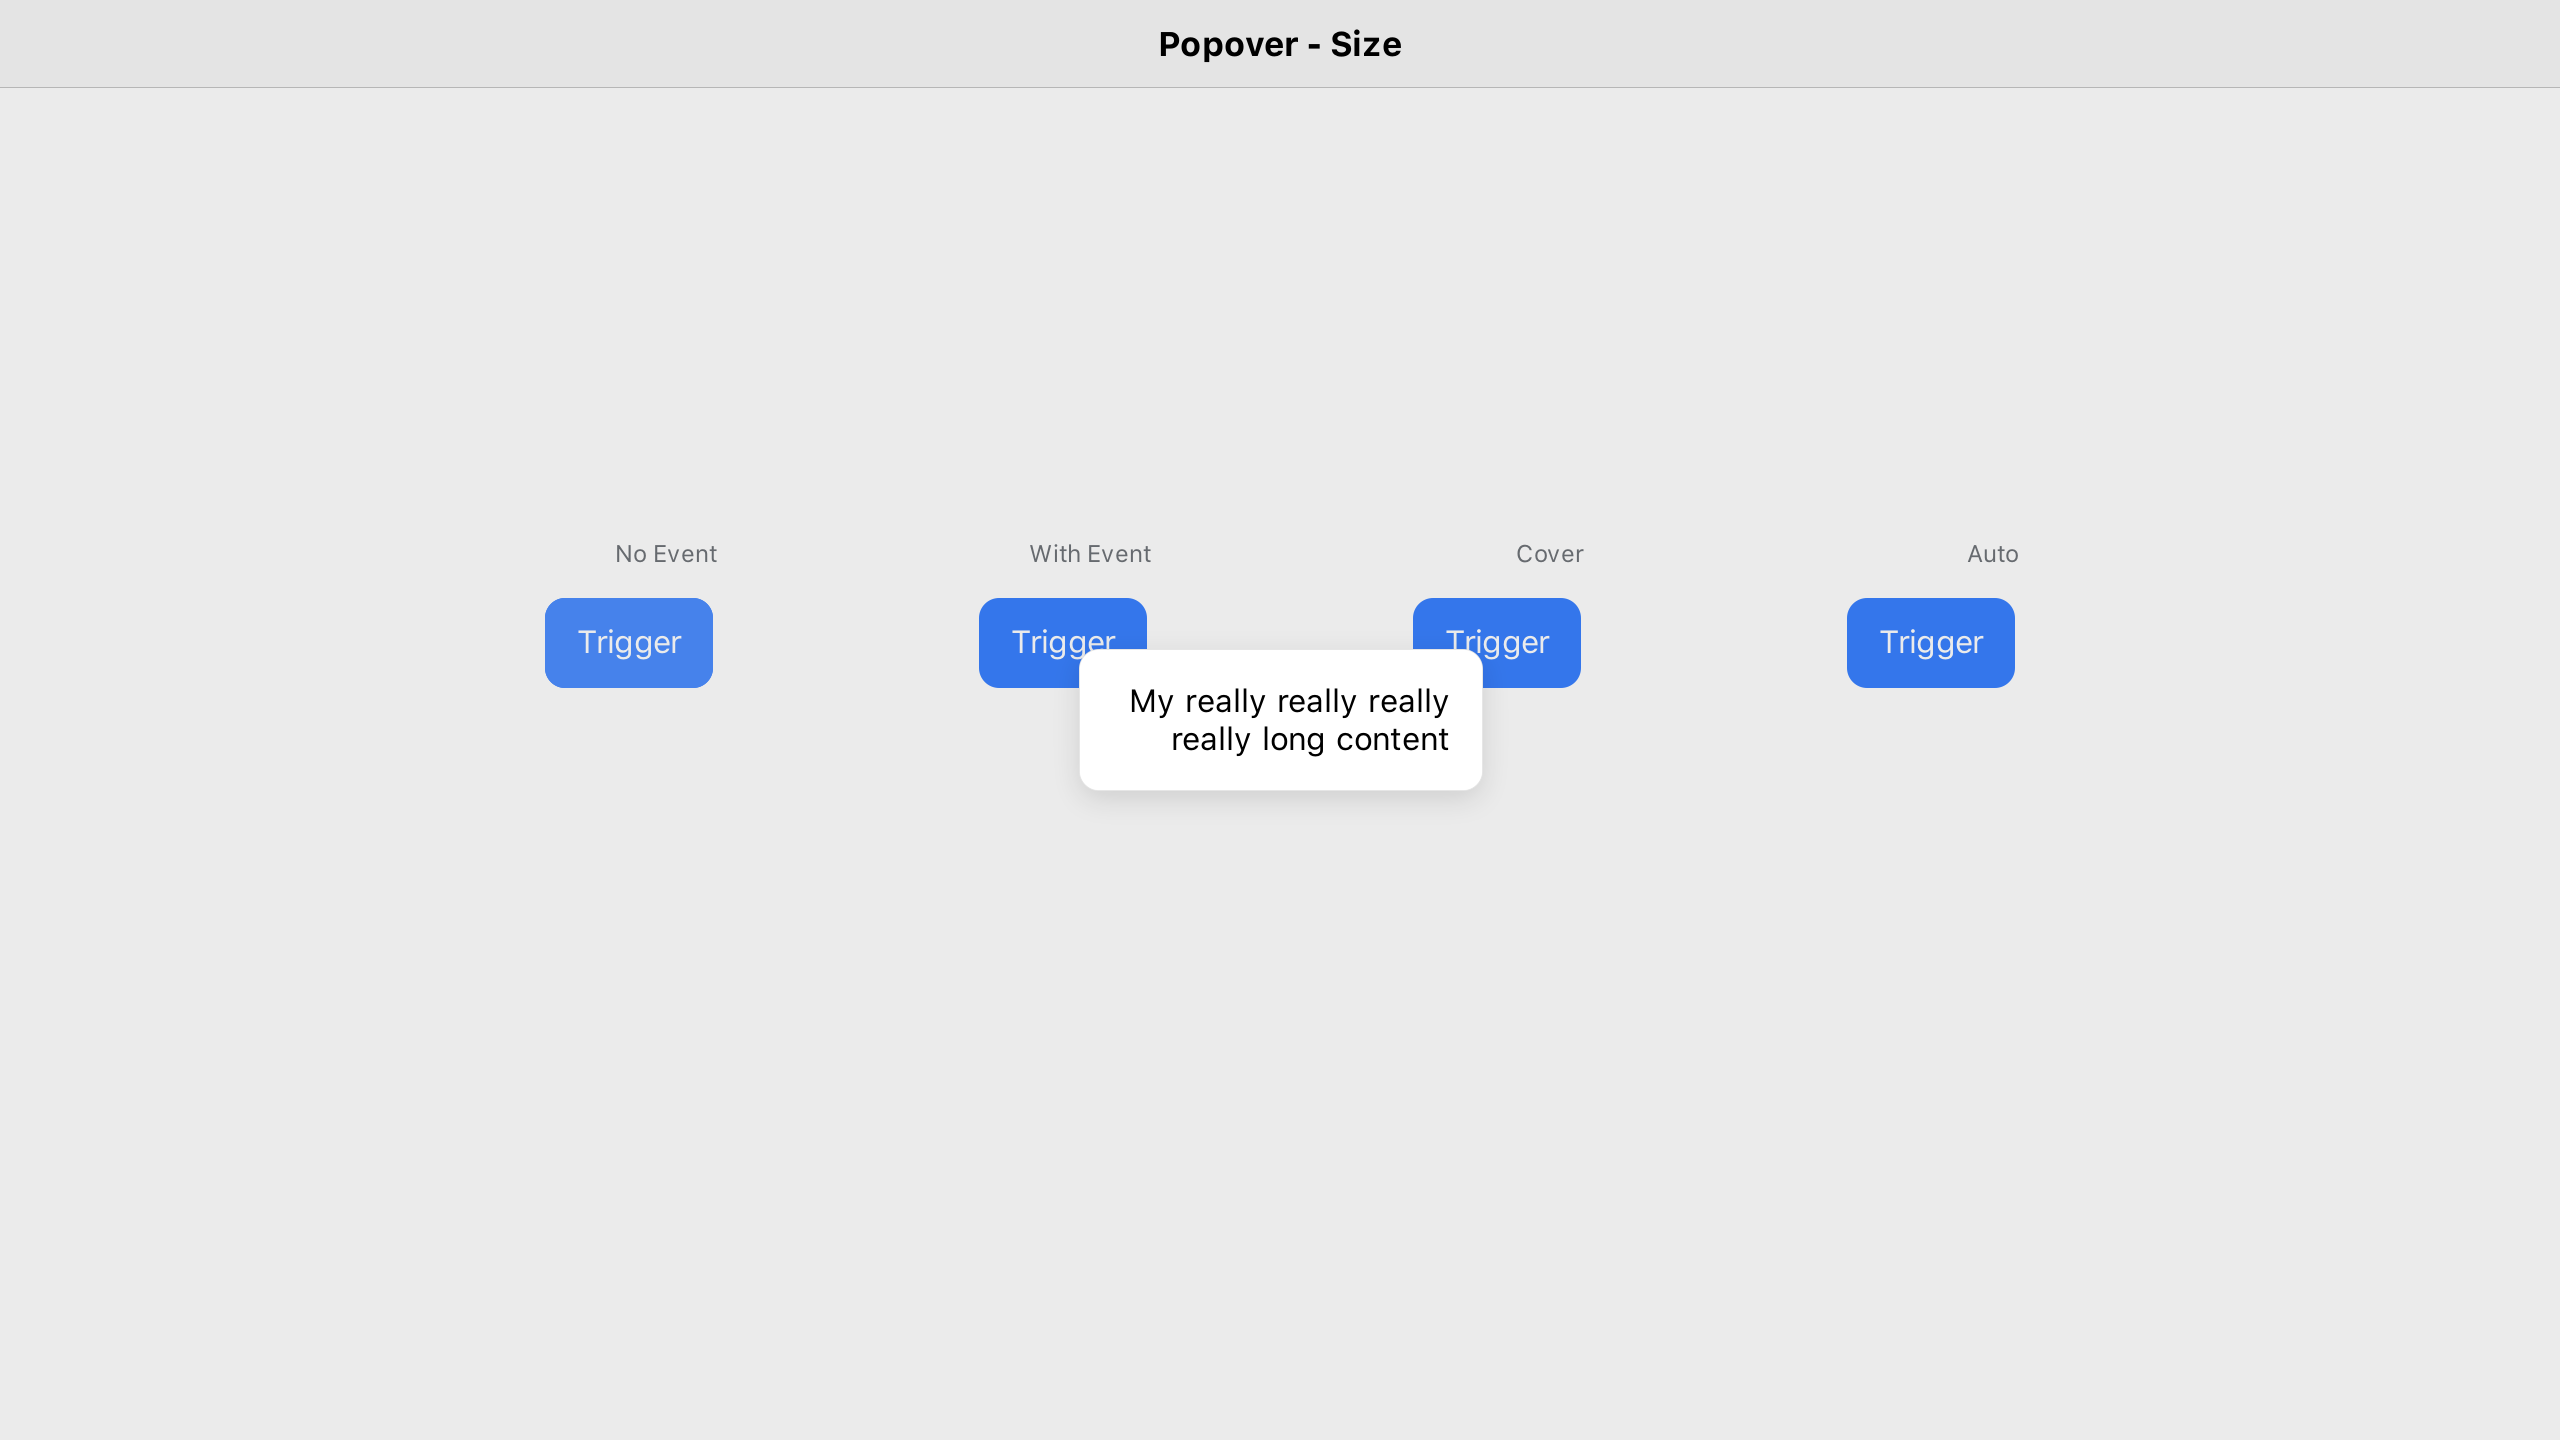 Popover - Size
No Event
With Event
Cover
Auto
Trigger
Trigger
Trigger
Trigger
My really really really
really long content